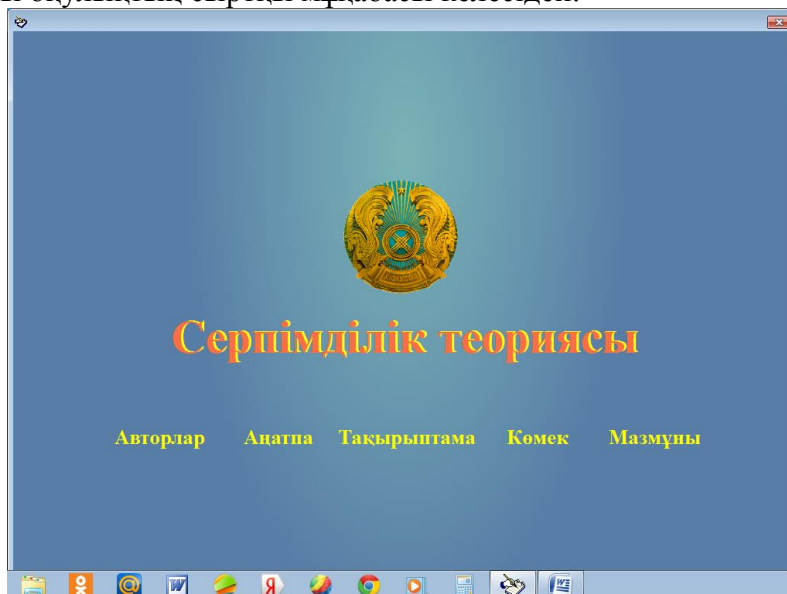 Серпімділік теориясы
Авторлар Аңатпа Тақырыптама Көмек Мазмұны